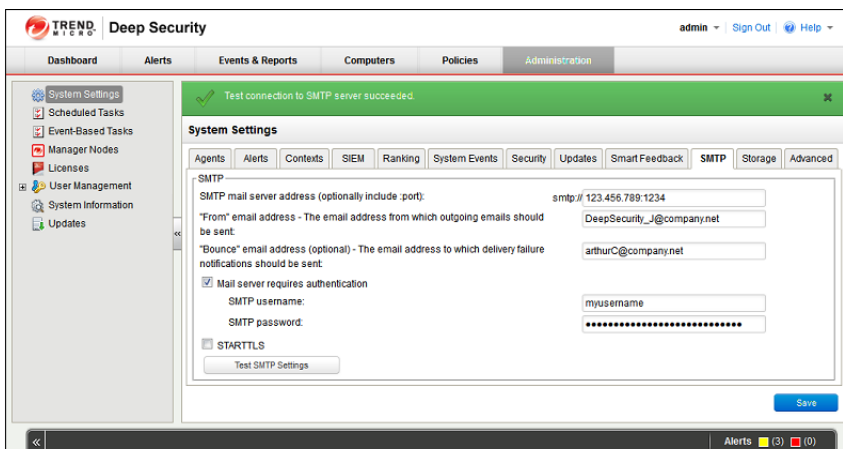 TREND MICRO Deep Security
admin Sign Out Help
Dashboard Alerts Events & Reports Computers Policies Administration
System Settings
Scheduled Tasks
Event-Based Tasks
Manager Nodes
Licenses
User Management
System Information
Updates
«
Test connection to SMTP server succeeded.
System Settings
Agents Alerts Contexts SIEM Ranking System Events Security Updates Smart Feedback SMTP Storage Advanced
SMTP
SMTP mail server address (optionally include :port): smtp:// 123.456.789:1234
"From" email address - The email address from which outgoing emails should
be sent: DeepSecurity_J@company.net
"Bounce" email address (optional) - The email address to which delivery failure
notifications should be sent: arthurC@company.net
Mail server requires authentication
SMTP username: myusername
SMTP password: ••••••••••••••••••••••••••••
STARTTLS
Test SMTP Settings
Save
« Alerts (3) (0)